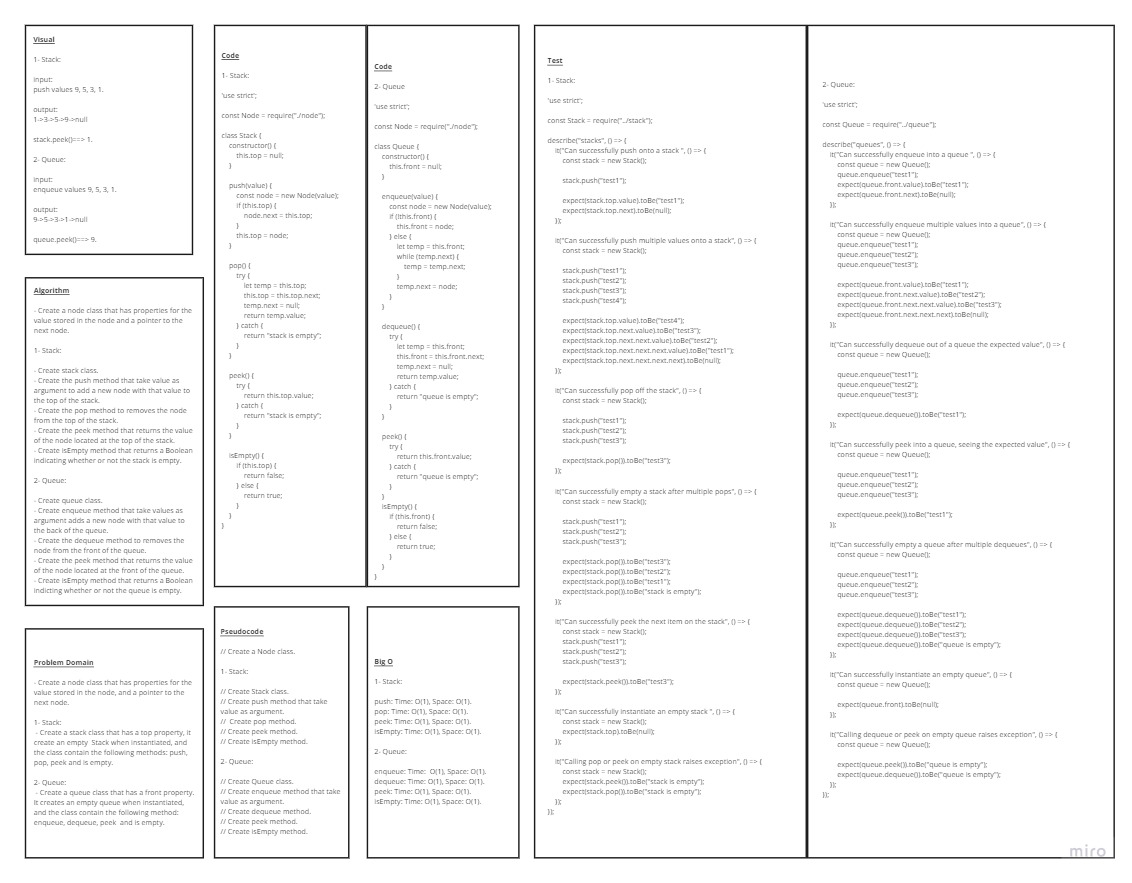 Visual
1- Stack:
input:
push values 9, 5, 3, 1.
output:
1->3->5->9->null
stack.peek()==> 1.
2- Queue:
input:
enqueue values 9, 5, 3, 1.
output:
9->5->3->1->null
queue.peek()==> 9.
Algorithm
- Create a node class that has properties for the
value stored in the node and a pointer to the
next node.
1- Stack:
- Create stack class.
- Create the push method that take value as
argument to add a new node with that value to
the top of the stack.
- Create the pop method to removes the node
from the top of the stack.
- Create the peek method that returns the value
of the node located at the top of the stack.
- Create isEmpty method that returns a Boolean
indicating whether or not the stack is empty.
2- Queue:
- Create queue class.
- Create enqueue method that take values as
argument adds a new node with that value to
the back of the queue.
- Create the dequeue method to removes the
node from the front of the queue.
- Create the peek method that returns the value
of the node located at the front of the queue.
- Create isEmpty method that returns a Boolean
indicting whether or not the queue is empty.
Problem Domain
- Create a node class that has properties for the
value stored in the node, and a pointer to the
next node.
1- Stack:
- Create a stack class that has a top property, it
create an empty Stack when instantiated, and
the class contain the following methods: push,
pop, peek and is empty.
2- Queue:
- Create a queue class that has a front property.
It creates an empty queue when instantiated,
and the class contain the following method:
enqueue, dequeue, peek and is empty.
Code
1- Stack:
'use strict';
const Node = require("./node");
class Stack {
constructor() {
this.top = null;
}
push(value) {
const node = new Node(value);
if (this.top) {
node.next = this.top;
}
this.top = node;
}
pop() {
try {
let temp = this.top;
this.top = this.top.next;
temp.next = null;
return temp.value;
} catch {
return "stack is empty";
}
}
peek() {
try {
return this.top.value;
} catch {
return "stack is empty";
}
}
isEmpty() {
if (this.top) {
return false;
} else {
return true;
}
}
}
Code
2- Queue
'use strict';
const Node = require("./node");
class Queue {
constructor() {
this.front = null;
}
enqueue(value) {
const node = new Node(value);
if (!this.front) {
this.front = node;
} else {
let temp = this.front;
while (temp.next) {
temp = temp.next;
}
temp.next = node;
}
}
dequeue() {
try {
let temp = this.front;
this.front = this.front.next;
temp.next = null;
return temp.value;
} catch {
return "queue is empty";
}
}
peek() {
try {
return this.front.value;
} catch {
return "queue is empty";
}
}
isEmpty() {
if (this.front) {
return false;
} else {
return true;
}
}
}
Pseudocode
// Create a Node class.
1- Stack:
// Create Stack class.
// Create push method that take
value as argument.
// Create pop method.
// Create peek method.
// Create isEmpty method.
2- Queue:
// Create Queue class.
// Create enqueue method that take
value as argument.
// Create dequeue method.
// Create peek method.
// Create isEmpty method.
Big O
1- Stack:
push: Time: O(1), Space: O(1).
pop: Time: O(1), Space: O(1).
peek: Time: O(1), Space: O(1).
isEmpty: Time: O(1), Space: O(1).
2- Queue:
enqueue: Time: O(1), Space: O(1).
dequeue: Time: O(1), Space: O(1).
peek: Time: O(1), Space: O(1).
isEmpty: Time: O(1), Space: O(1).
Test
1- Stack:
'use strict';
const Stack = require("../stack");
describe("stacks", () => {
it("Can successfully push onto a stack ", () => {
const stack = new Stack();
stack.push("test1");
expect(stack.top.value).toBe("test1");
expect(stack.top.next).toBe(null);
});
it("Can successfully push multiple values onto a stack", () => {
const stack = new Stack();
stack.push("test1");
stack.push("test2");
stack.push("test3");
stack.push("test4");
expect(stack.top.value).toBe("test4");
expect(stack.top.next.value).toBe("test3");
expect(stack.top.next.next.value).toBe("test2");
expect(stack.top.next.next.next.value).toBe("test1");
expect(stack.top.next.next.next.next).toBe(null);
});
it("Can successfully pop off the stack", () => {
const stack = new Stack();
stack.push("test1");
stack.push("test2");
stack.push("test3");
expect(stack.pop()).toBe("test3");
});
it("Can successfully empty a stack after multiple pops", () => {
const stack = new Stack();
stack.push("test1");
stack.push("test2");
stack.push("test3");
expect(stack.pop()).toBe("test3");
expect(stack.pop()).toBe("test2");
expect(stack.pop()).toBe("test1");
expect(stack.pop()).toBe("stack is empty");
});
it("Can successfully peek the next item on the stack", () => {
const stack = new Stack();
stack.push("test1");
stack.push("test2");
stack.push("test3");
expect(stack.peek()).toBe("test3");
});
it("Can successfully instantiate an empty stack ", () => {
const stack = new Stack();
expect(stack.top).toBe(null);
});
it("Calling pop or peek on empty stack raises exception", () => {
const stack = new Stack();
expect(stack.peek()).toBe("stack is empty");
expect(stack.pop()).toBe("stack is empty");
});
});
2- Queue:
'use strict';
const Queue = require("../queue");
describe("queues", () => {
it("Can successfully enqueue into a queue ", () => {
const queue = new Queue();
queue.enqueue("test1");
expect(queue.front.value).toBe("test1");
expect(queue.front.next).toBe(null);
});
it("Can successfully enqueue multiple values into a queue", () => {
const queue = new Queue();
queue.enqueue("test1");
queue.enqueue("test2");
queue.enqueue("test3");
expect(queue.front.value).toBe("test1");
expect(queue.front.next.value).toBe("test2");
expect(queue.front.next.next.value).toBe("test3");
expect(queue.front.next.next.next).toBe(null);
});
it("Can successfully dequeue out of a queue the expected value", () => {
const queue = new Queue();
queue.enqueue("test1");
queue.enqueue("test2");
queue.enqueue("test3");
expect(queue.dequeue()).toBe("test1");
});
it("Can successfully peek into a queue, seeing the expected value", () => {
const queue = new Queue();
queue.enqueue("test1");
queue.enqueue("test2");
queue.enqueue("test3");
expect(queue.peek()).toBe("test1");
});
it("Can successfully empty a queue after multiple dequeues", () => {
const queue = new Queue();
queue.enqueue("test1");
queue.enqueue("test2");
queue.enqueue("test3");
expect(queue.dequeue()).toBe("test1");
expect(queue.dequeue()).toBe("test2");
expect(queue.dequeue()).toBe("test3");
expect(queue.dequeue()).toBe("queue is empty");
});
it("Can successfully instantiate an empty queue", () => {
const queue = new Queue();
expect(queue.front).toBe(null);
});
it("Calling dequeue or peek on empty queue raises exception", () => {
const queue = new Queue();
expect(queue.peek()).toBe("queue is empty");
expect(queue.dequeue()).toBe("queue is empty");
});
});
miro